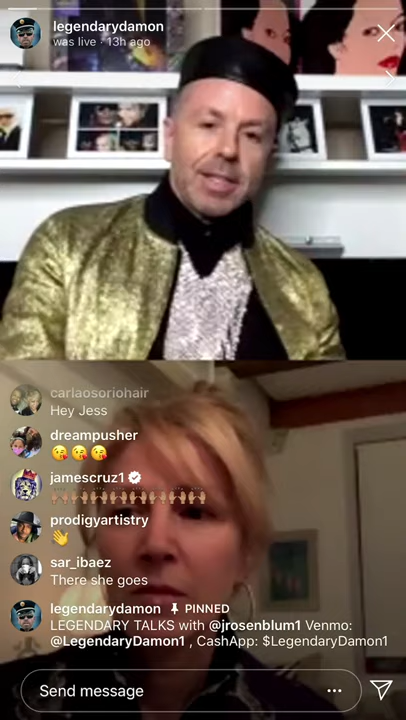 legendarydamon
was live · 13h ago
carlaosoriohair
Hey Jess
dreampusher
😘😘😘
jamescruz1
🙌🏽🙌🏽🙌🏽🙌🏽🙌🏽🙌🏽🙌🏽🙌🏽🙌🏽🙌🏽
prodigyartistry
👋
sar_ibaez
There she goes
legendarydamon PINNED
LEGENDARY TALKS with @jrosenblum1 Venmo:
@LegendaryDamon1 , CashApp: $LegendaryDamon1
Send message